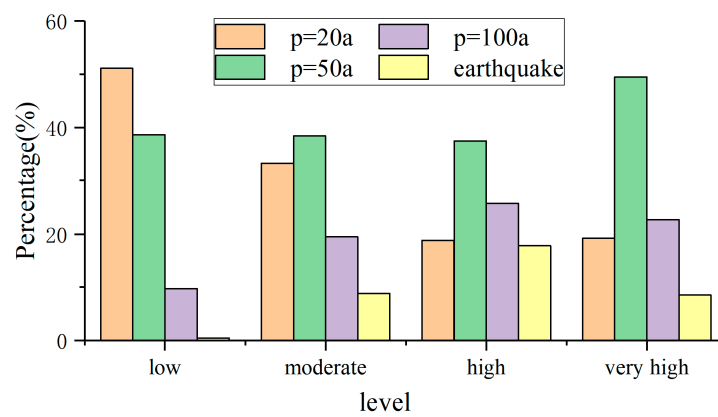 60
40
20
0
Percentage(%)
p=20a p=100a
p=50a earthquake
low moderate high very high
level